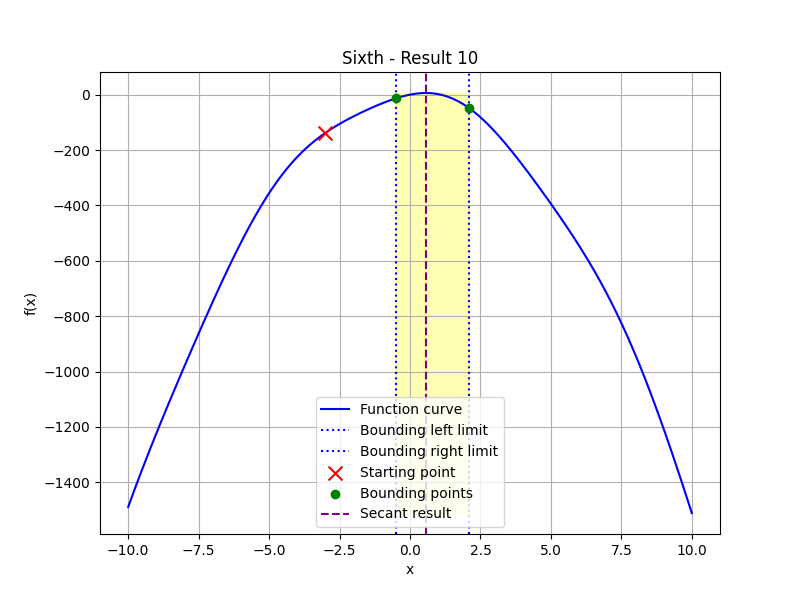 Sixth - Result 10
0
−200
−400
−600
−800
−1000
−1200
−1400
f(x)
Function curve
Bounding left limit
Bounding right limit
Starting point
Bounding points
Secant result
−10.0 −7.5 −5.0 −2.5 0.0 2.5 5.0 7.5 10.0
x